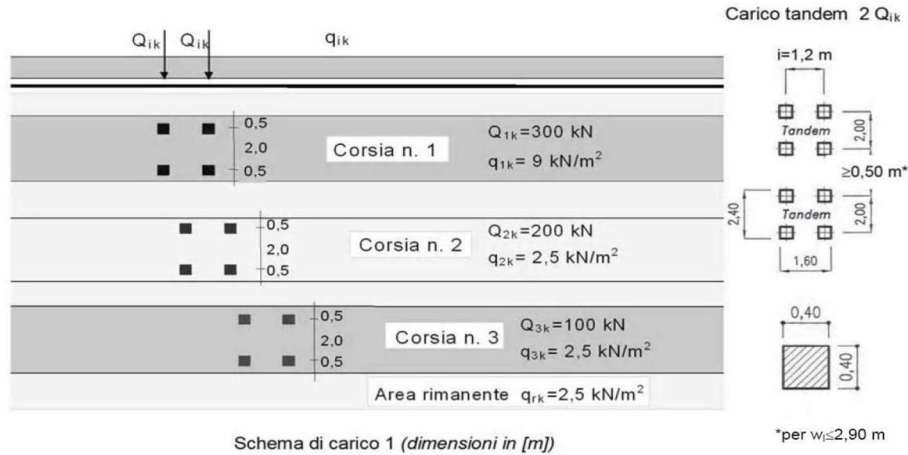 Carico tandem 2 Qik
Qik Qik qik
i=1,2 m
0,5
2,0
0,5
Corsia n. 1
Q1k=300 kN
q1k= 9 kN/m²
Tandem
2,00
≥0,50 m*
0,5
2,0
0,5
Corsia n. 2
Q2k=200 kN
q2k= 2,5 kN/m²
2,40
Tandem
2,00
1,60
0,5
2,0
0,5
Corsia n. 3
Q3k=100 kN
q3k= 2,5 kN/m²
0,40
0,40
Area rimanente qrk=2,5 kN/m²
Schema di carico 1 (dimensioni in [m])
*per wl≤2,90 m